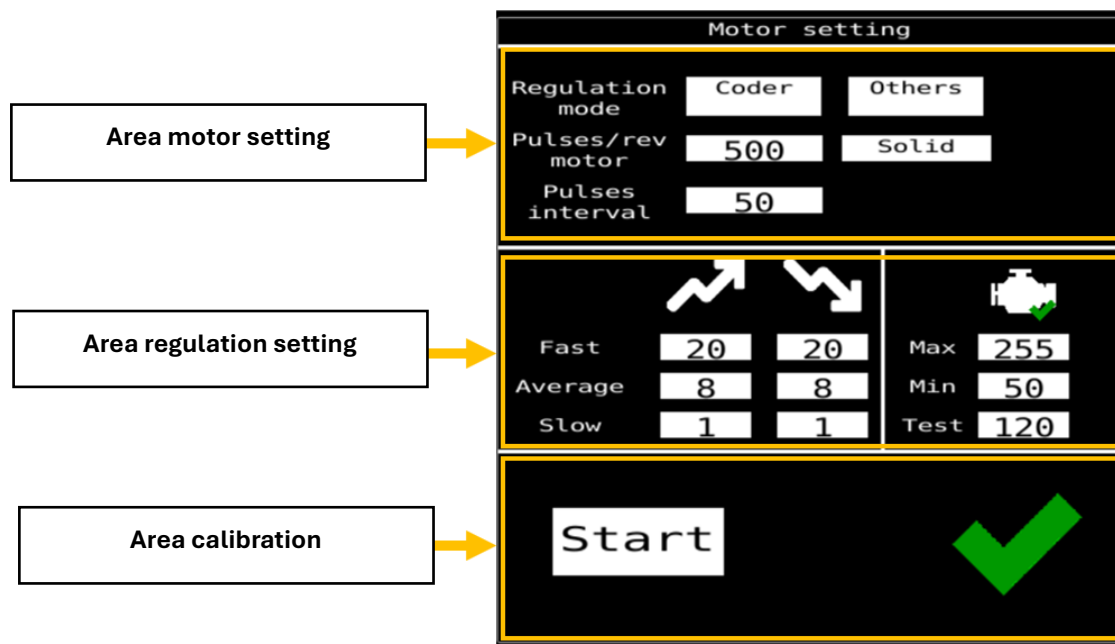 Motor setting
Area motor setting
Regulation mode Coder Others
Pulses/rev motor 500 Solid
Pulses interval 50
Area regulation setting
Fast 20 20 Max 255
Average 8 8 Min 50
Slow 1 1 Test 120
Area calibration
Start